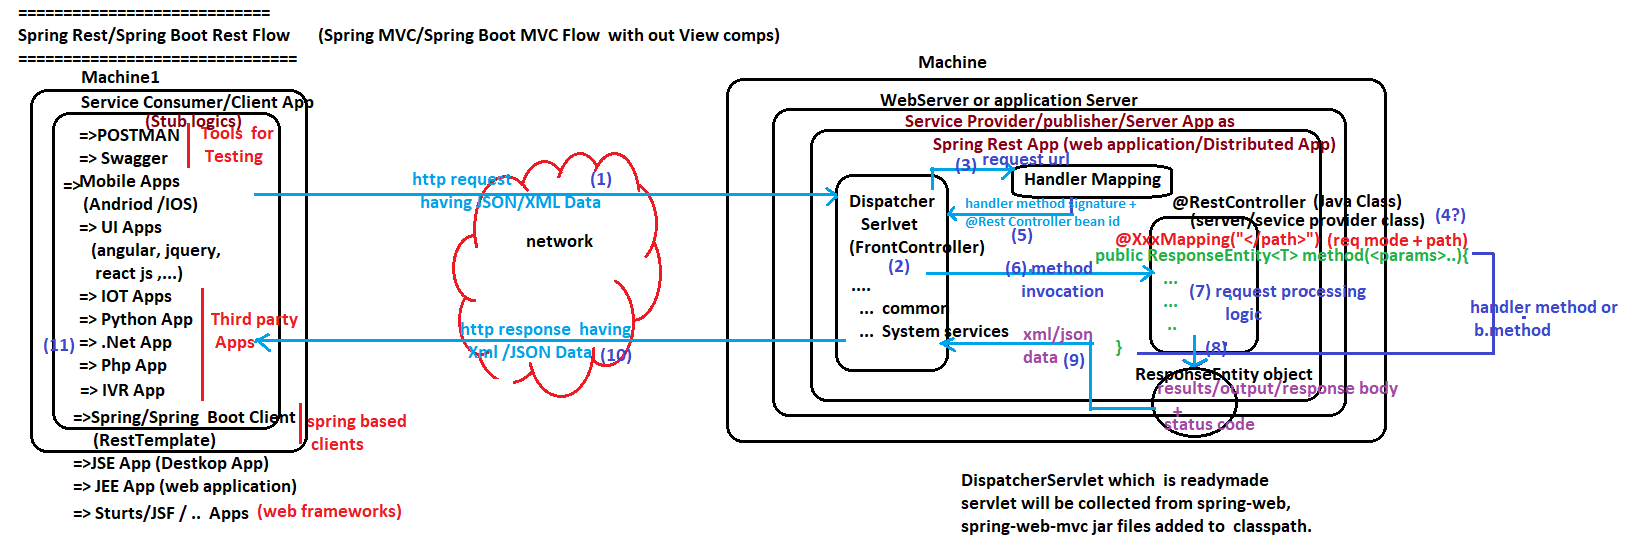 ============================
Spring Rest/Spring Boot Rest Flow (Spring MVC/Spring Boot MVC Flow with out View comps)
===============================
Machine1
Service Consumer/Client App
(Stub logics)
=>POSTMAN
=> Swagger
Tools for
Testing
=>Mobile Apps
(Andriod /IOS)
=> UI Apps
(angular, jquery,
react js ,...)
=> IOT Apps
=> Python App
=> .Net App
=> Php App
=> IVR App
Third party
Apps
(11)
=>Spring/Spring Boot Client
(RestTemplate)
spring based
clients
=>JSE App (Destkop App)
=> JEE App (web application)
=> Sturts/JSF / .. Apps (web frameworks)
http request (1)
having JSON/XML Data
network
http response having
Xml /JSON Data (10)
Machine
WebServer or application Server
Service Provider/publisher/Server App as
Spring Rest App (web application/Distributed App)
(3) request url
Handler Mapping
Dispatcher
Serlvet
(FrontController)
(2)
....
... common
... System services
handler method signature +
@Rest Controller bean id
(5)
@RestController (Java Class)
(server/sevice provider class) (4?)
@XxxMapping("</path>") (req mode + path)
public ResponseEntity<T> method(<params>..){
(6) method
invocation
...
...
..
(7) request processing
logic
}
handler method or
b.method
xml/json
data
(9)
(8)
ResponseEntity object
results/output/response body
+
status code
DispatcherServlet which is readymade
servlet will be collected from spring-web,
spring-web-mvc jar files added to classpath.